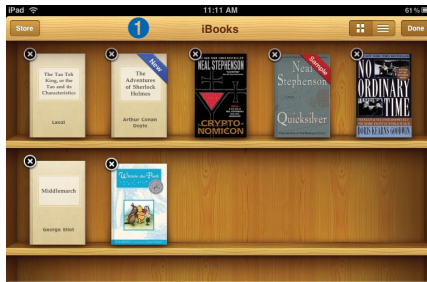 iPad 11:11 AM 61%
Store 1 iBooks Done
The Tao Teh
King, or the
Tao and its
Characteristics
Laozi
New
The
Adventures
of Sherlock
Holmes
Arthur Conan
Doyle
NEAL STEPHENSON
CRYPTO-
NOMICON
Sample
Neal
Stephenson
Quicksilver
NO
ORDINARY
TIME
DORIS KEARNS GOODWIN
Middlemarch
George Eliot
Winnie-the-Pooh